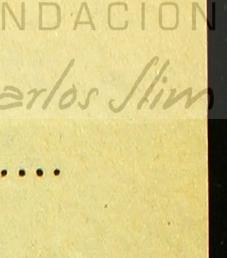 NDACION
arlos Slim
....